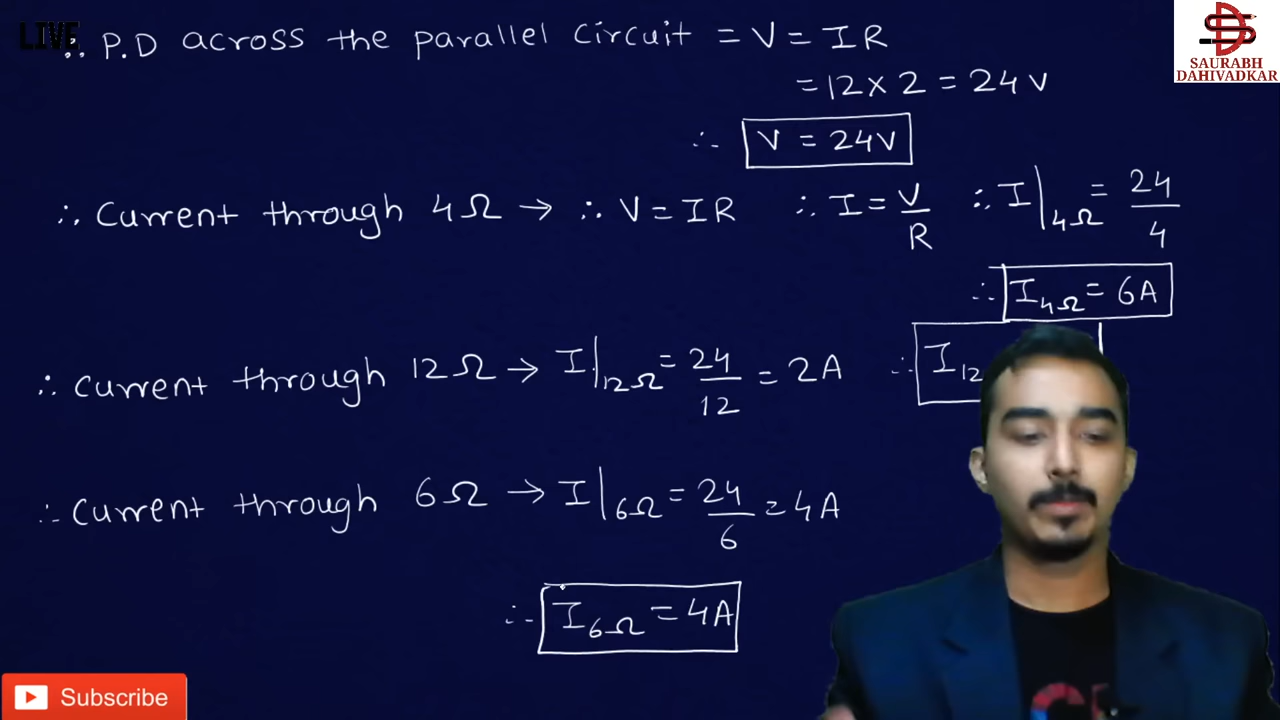 LIVE
∴ P.D across the parallel circuit = V = IR
SAURABH
DAHIVADKAR
= 12 × 2 = 24 V
∴ V = 24V
∴ Current through 4Ω → ∴ V = IR ∴ I = V/R ∴ I|4Ω = 24/4
∴ I4Ω = 6A
∴ Current through 12Ω → I|12Ω = 24/12 = 2A ∴ I12
∴ Current through 6Ω → I|6Ω = 24/6 = 4A
∴ I6Ω = 4A
Subscribe